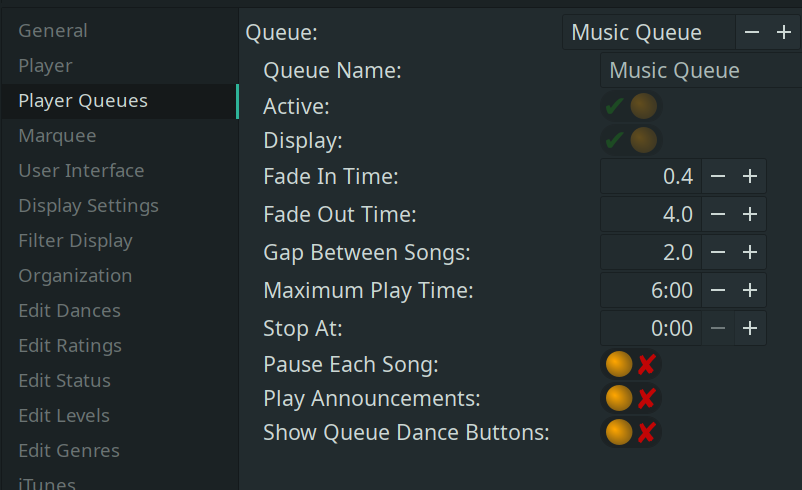 General
Player
Player Queues
Marquee
User Interface
Display Settings
Filter Display
Organization
Edit Dances
Edit Ratings
Edit Status
Edit Levels
Edit Genres
iTunes
Queue: Music Queue
Queue Name: Music Queue
Active:
Display:
Fade In Time: 0.4
Fade Out Time: 4.0
Gap Between Songs: 2.0
Maximum Play Time: 6:00
Stop At: 0:00
Pause Each Song:
Play Announcements:
Show Queue Dance Buttons: